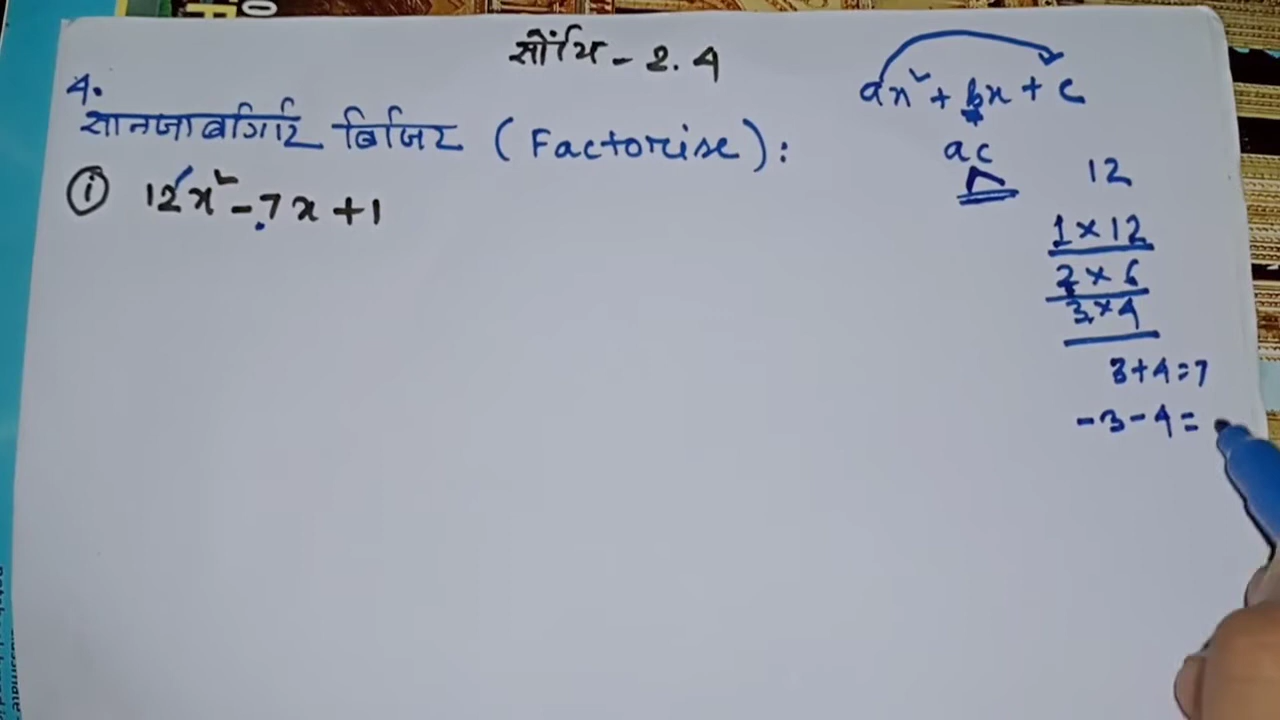 सोंथि - 2.4
4.
सानजाबगिरि बिजिर (Factorise):
(i) 12x² - 7x + 1
ax² + bx + c
ac
12
1 × 12
2 × 6
3 × 4
3 + 4 = 7
- 3 - 4 =